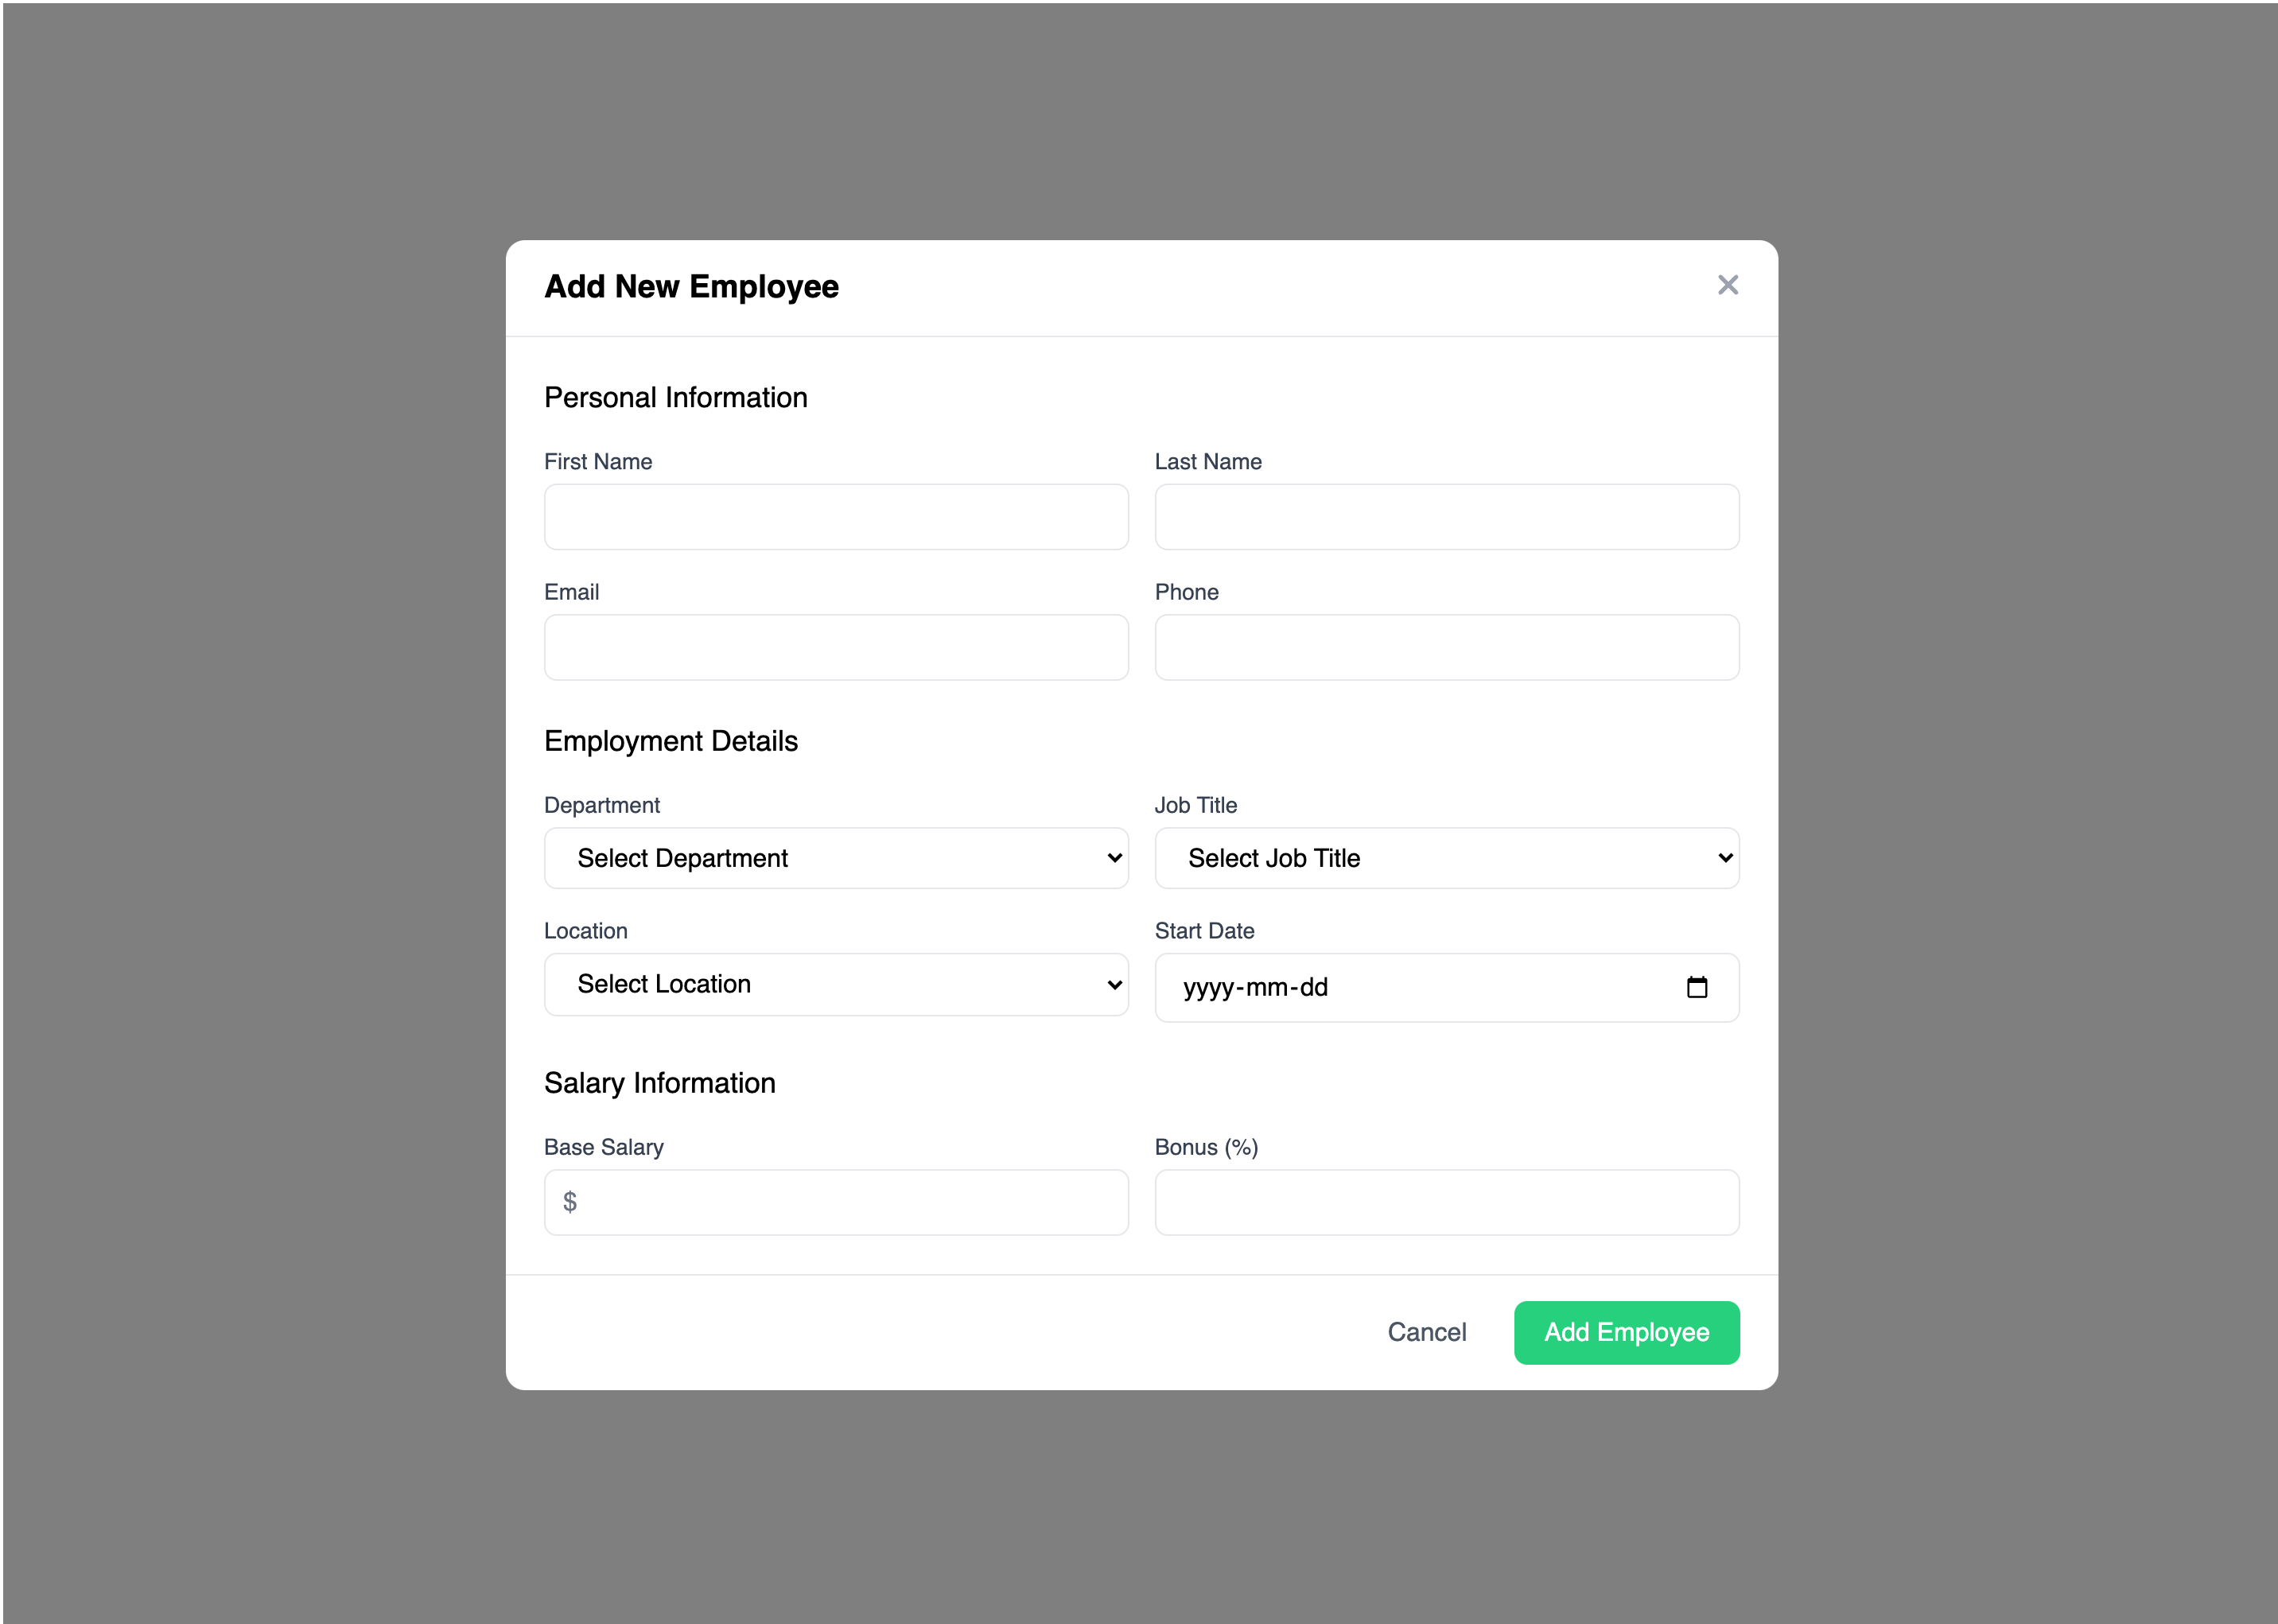 Add New Employee
Personal Information
First Name
Last Name
Email
Phone
Employment Details
Department
Job Title
Select Department
Select Job Title
Location
Start Date
Select Location
yyyy-mm-dd
Salary Information
Base Salary
Bonus (%)
$
Cancel
Add Employee